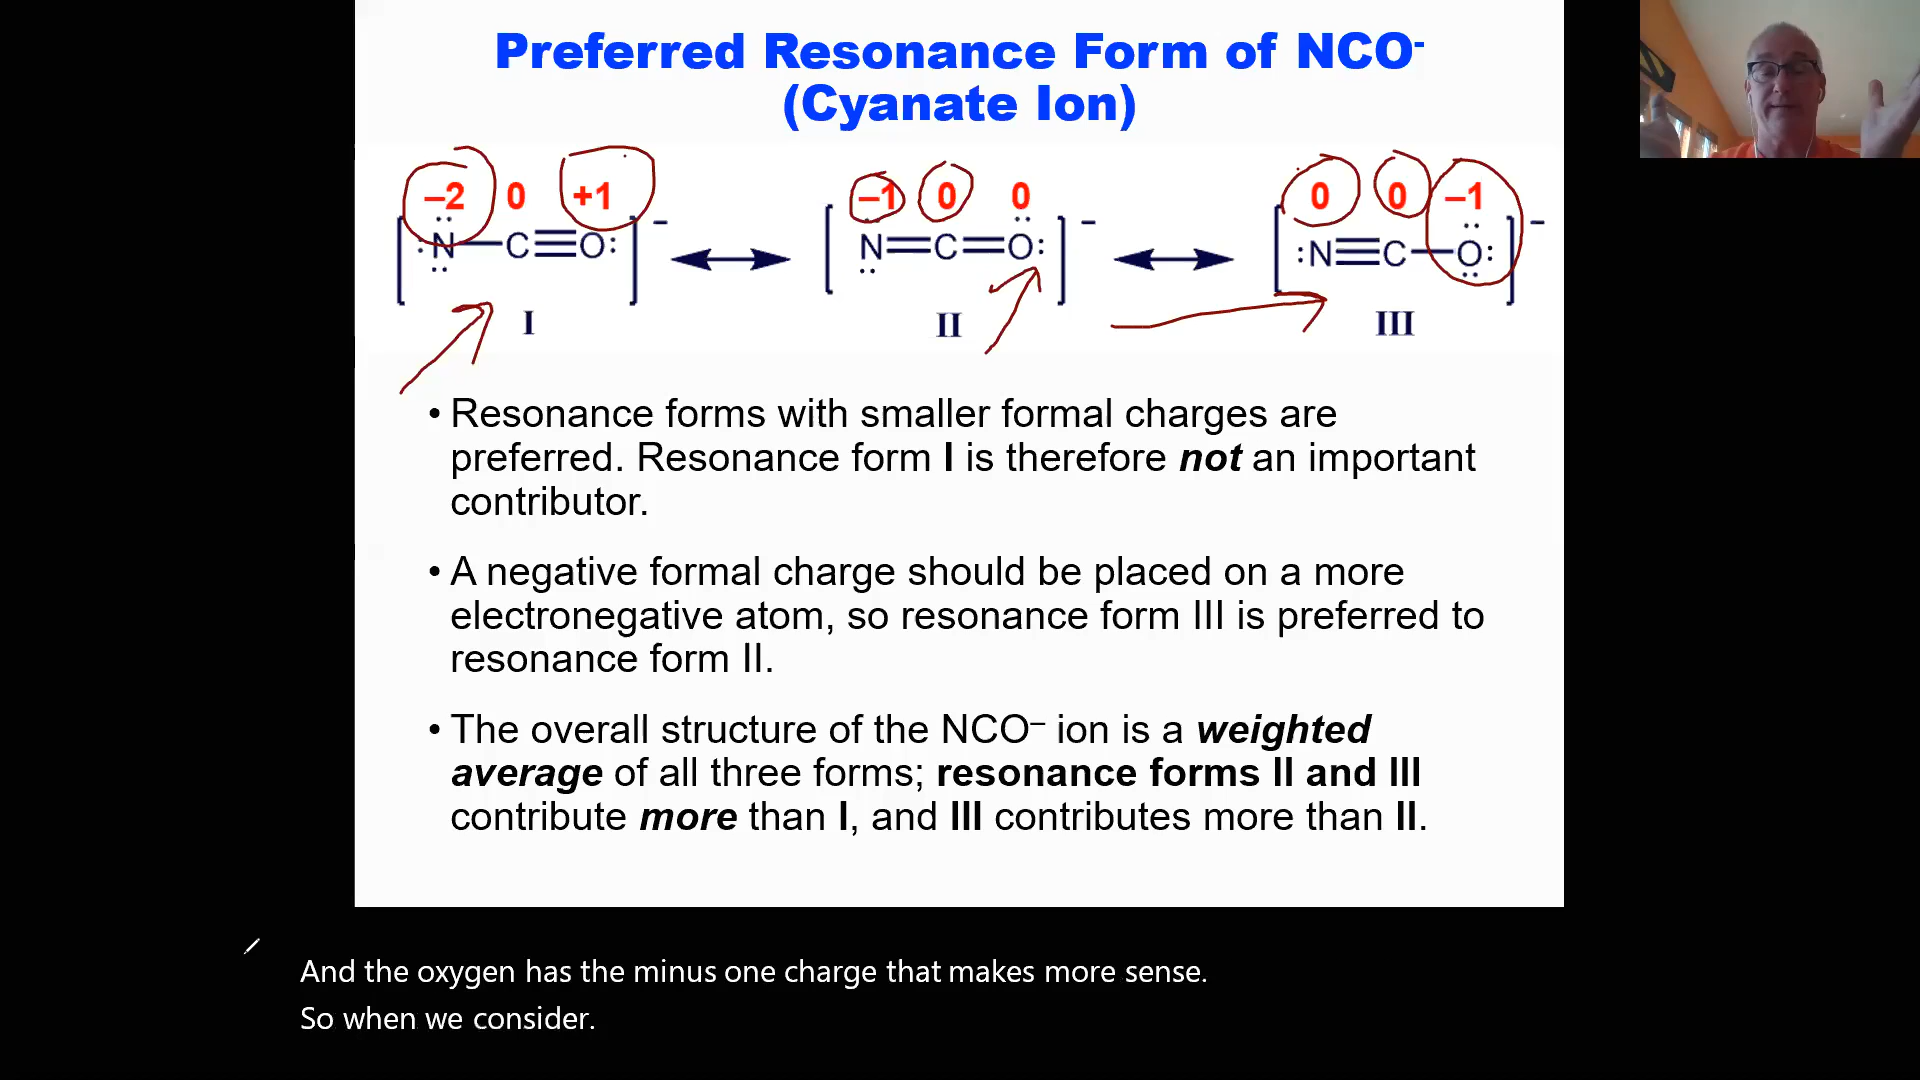 Preferred Resonance Form of NCO-
(Cyanate Ion)
–2 0 +1 –1 0 0 0 0 –1
[:N—C≡O:]– ↔ [N=C=O:]– ↔ [:N≡C—O:]–
I II III
• Resonance forms with smaller formal charges are
preferred. Resonance form I is therefore not an important
contributor.
• A negative formal charge should be placed on a more
electronegative atom, so resonance form III is preferred to
resonance form II.
• The overall structure of the NCO– ion is a weighted
average of all three forms; resonance forms II and III
contribute more than I, and III contributes more than II.
And the oxygen has the minus one charge that makes more sense.
So when we consider.